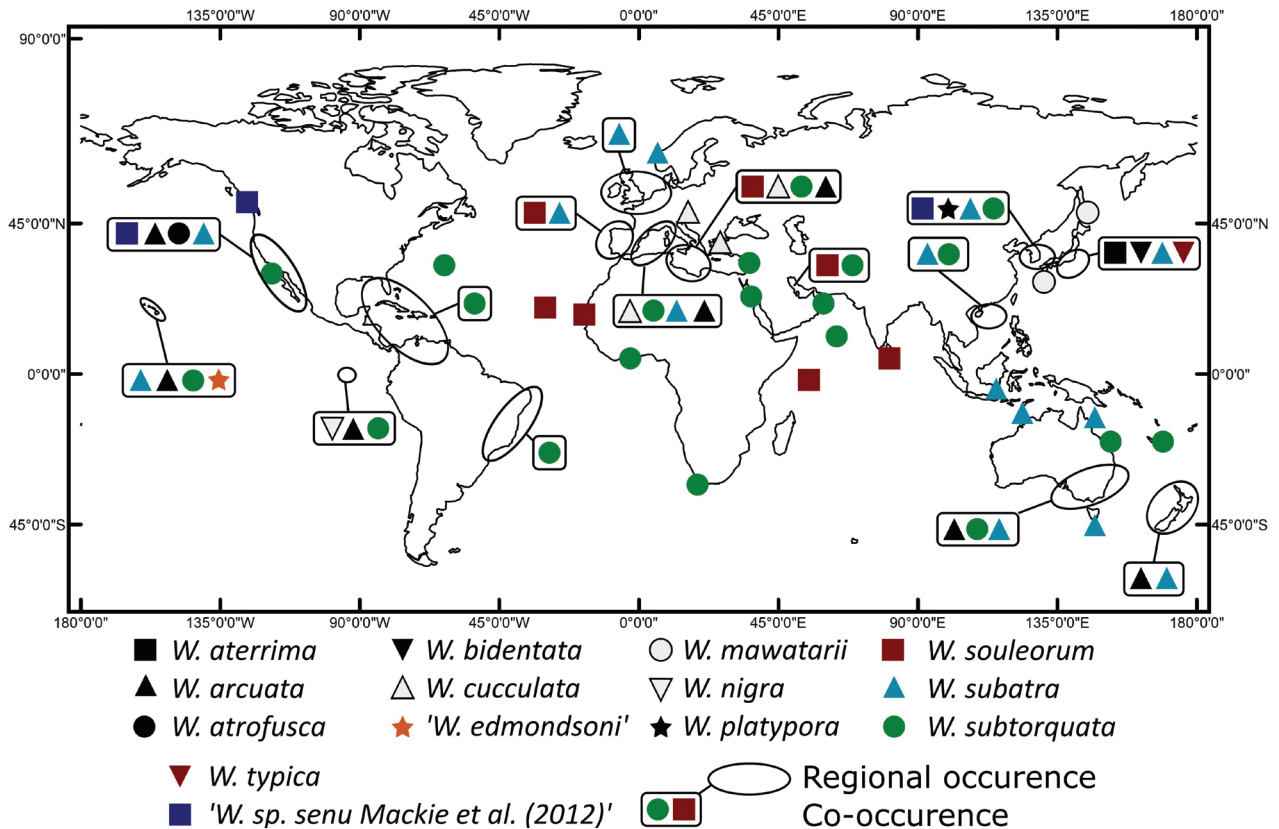 135°0'0"W 90°0'0"W 45°0'0"W 0°0'0" 45°0'0"E 90°0'0"E 135°0'0"E 180°0'0"
90°0'0"
45°0'0"N 45°0'0"N
0°0'0" 0°0'0"
45°0'0"S 45°0'0"S
180°0'0"0" 135°0'0"W 90°0'0"W 45°0'0"W 0°0'0" 45°0'0"E 90°0'0"E 135°0'0"E 180°0'0"
W. aterrima W. bidentata W. mawatarii W. souleorum
W. arcuata W. cucculata W. nigra W. subatra
W. atrofusca 'W. edmondsoni' W. platypora W. subtorquata
W. typica Regional occurence
'W. sp. senu Mackie et al. (2012)' Co-occurence